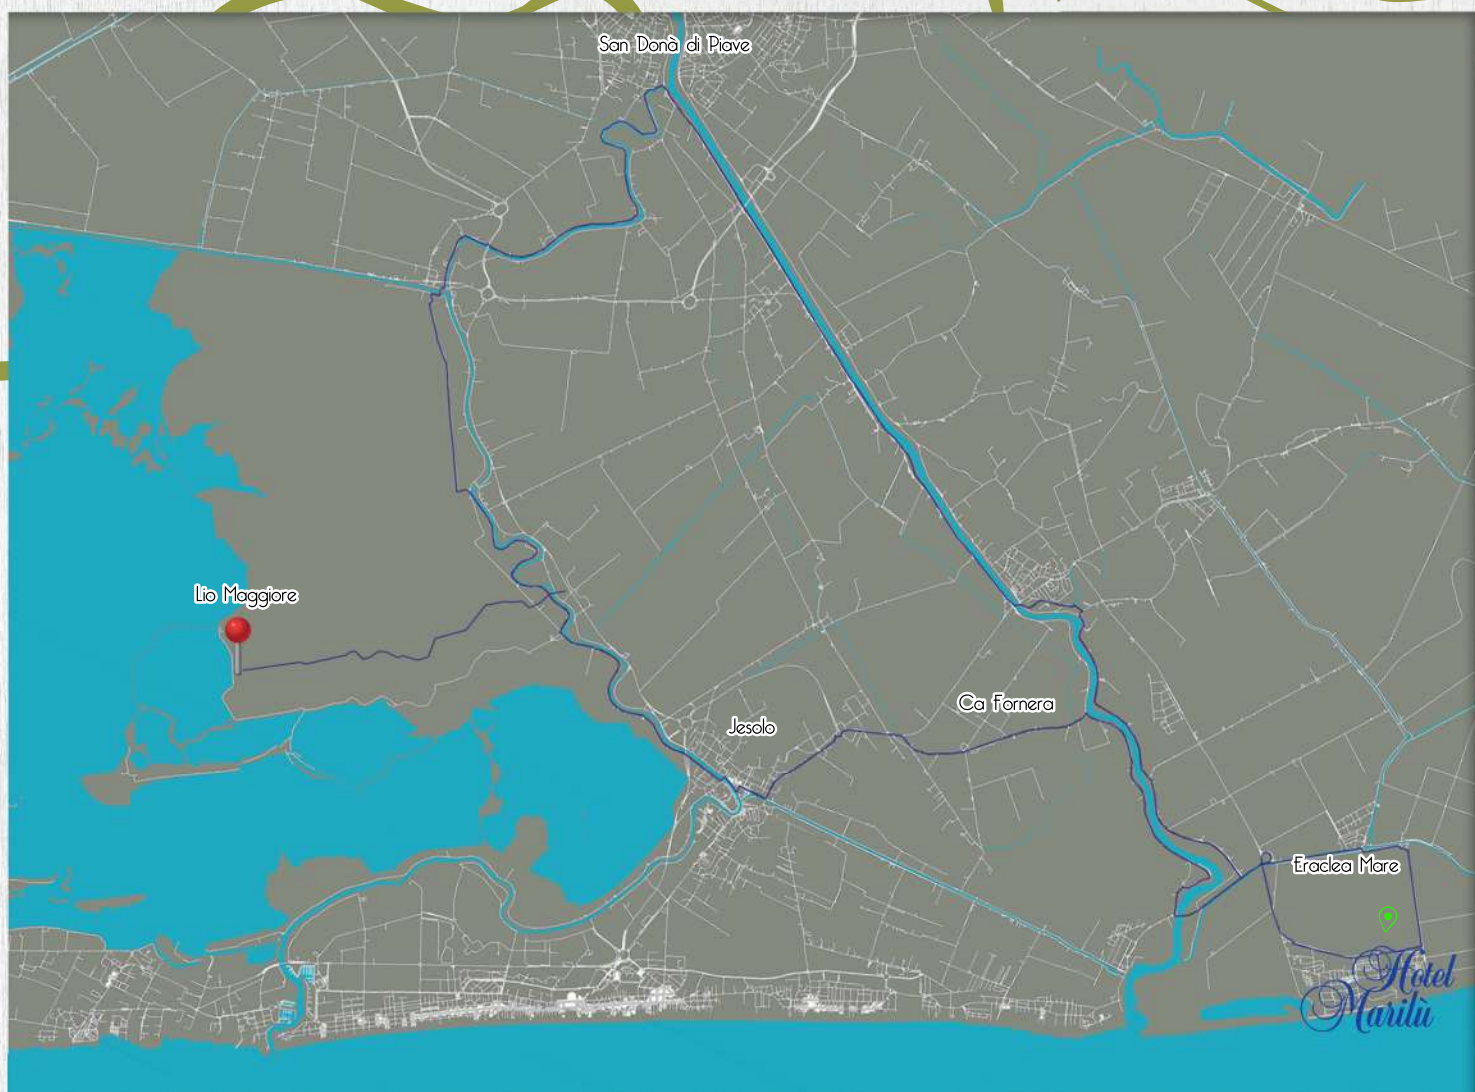 San Donà di Piave
Lio Maggiore
Jesolo
Ca Fornera
Eraclea Mare
Hotel
Marilù